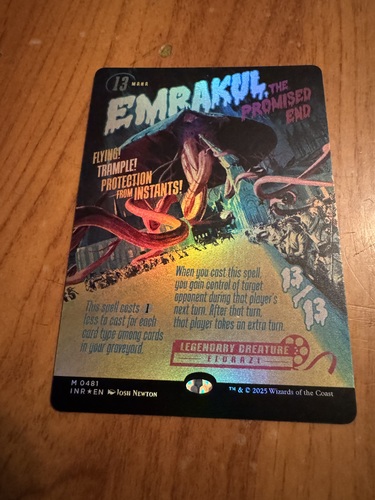 13 MANA
EMRAKUL, THE
PROMISED
END
FLYING!
TRAMPLE!
PROTECTION
FROM INSTANTS!
13/13
When you cast this spell,
you gain control of target
opponent during that player's
next turn. After that turn,
that player takes an extra turn.
This spell costs 1
less to cast for each
card type among cards
in your graveyard.
LEGENDARY CREATURE
ELDRAZI
M 0481
INR★EN Josh Newton
™ & © 2025 Wizards of the Coast